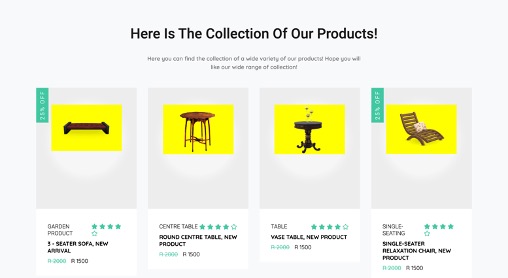 Here Is The Collection Of Our Products!
Here you can find the collection of a wide variety of our products! Hope you will
like our wide range of collection!
25% OFF
25% OFF
GARDEN
PRODUCT
3 - SEATER SOFA, NEW
ARRIVAL
R 2000 R 1500
CENTRE TABLE
ROUND CENTRE TABLE, NEW
PRODUCT
R 2000 R 1500
TABLE
VASE TABLE, NEW PRODUCT
R 2000 R 1500
SINGLE-
SEATING
SINGLE-SEATER
RELAXATION CHAIR, NEW
PRODUCT
R 2000 R 1500